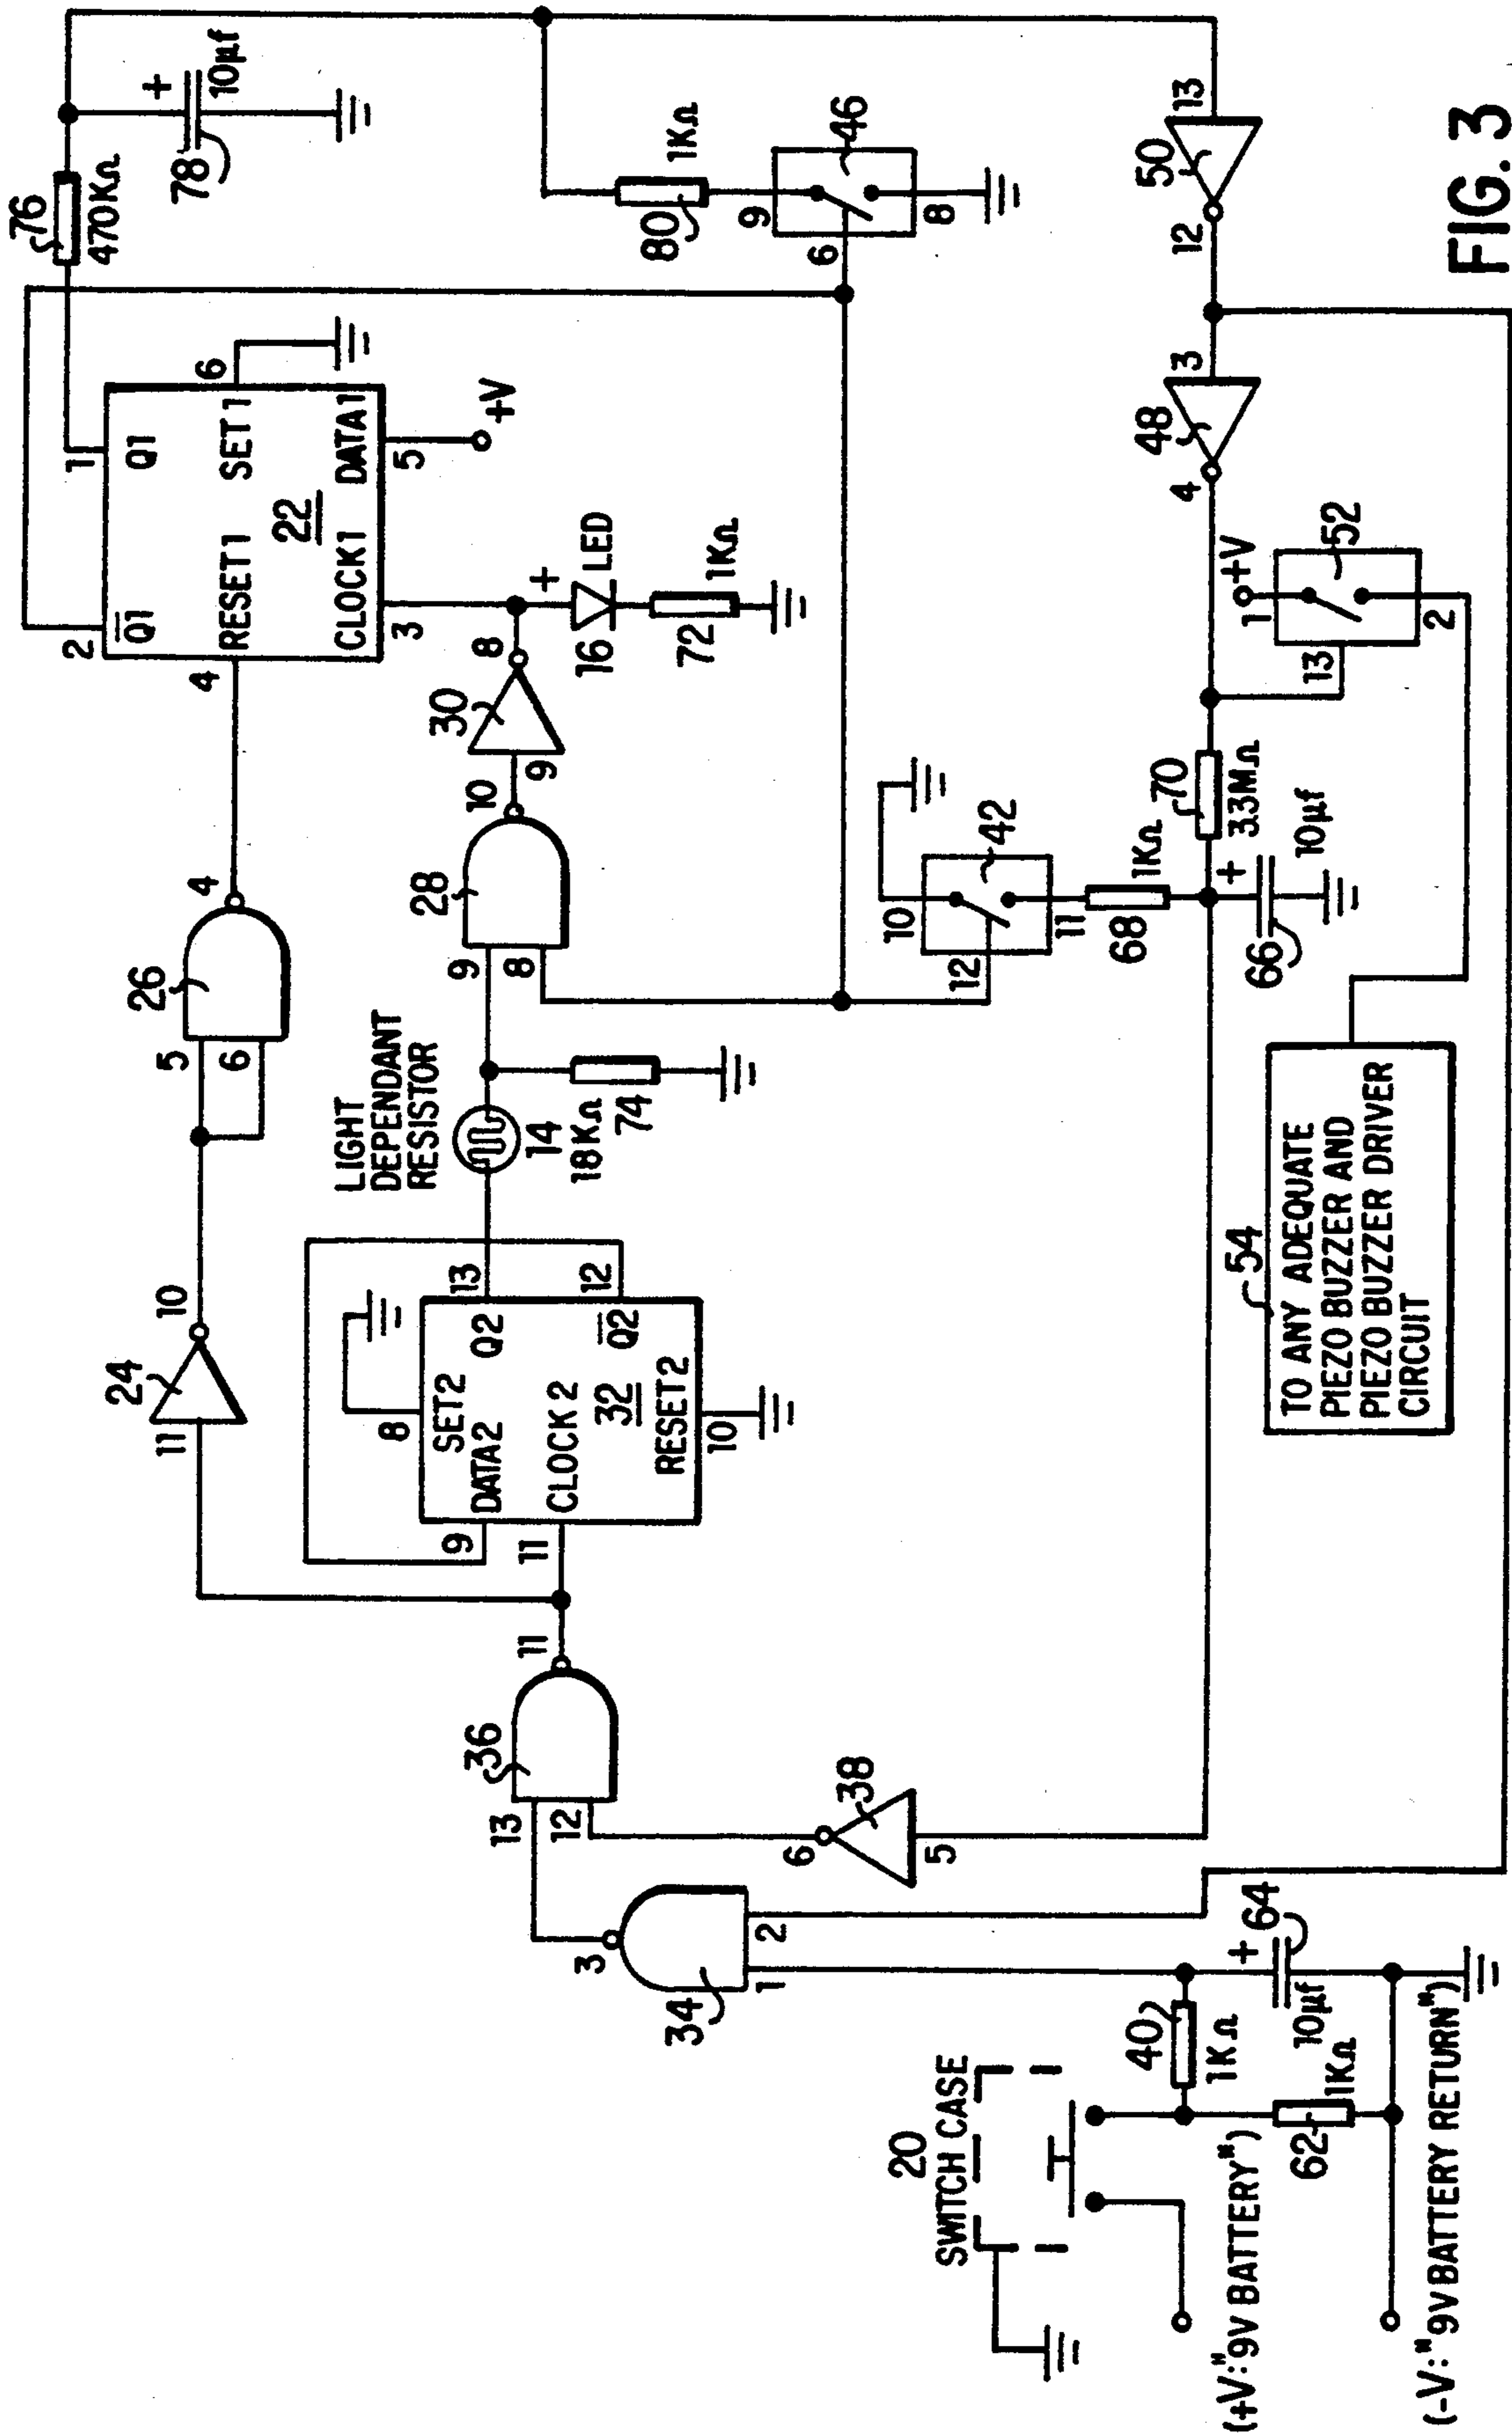 76
470KΩ
+
10μf
78
1KΩ
80
9
46
6
8
13
50
12
FIG. 3
1
2
Q1
Q1
RESET1
SET1
6
22
CLOCK1
DATA1
3
5
+V
4
4
26
5
6
30
8
+
LED
16
72
1KΩ
9
10
28
9
8
LIGHT
DEPENDANT
RESISTOR
14
18KΩ
74
10
42
12
11
1KΩ
68
70
3.3MΩ
+
10μf
66
3
48
4
+V
1
52
13
2
24
10
11
8
SET2
Q2
13
DATA2
9
Q2
12
CLOCK 2
11
32
RESET2
10
54
TO ANY ADEQUATE
PIEZO BUZZER AND
PIEZO BUZZER DRIVER
CIRCUIT
36
11
13
12
38
6
5
34
3
1
2
20
SWITCH CASE
40
1KΩ
+
64
10μf
62
1KΩ
(+V:"9V BATTERY")
(-V:"9V BATTERY RETURN")